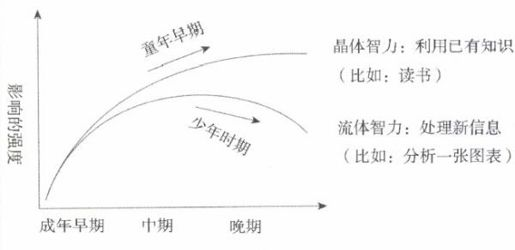 童年早期
晶体智力：利用已有知识
（比如：读书）
影响的强度
少年时期
流体智力：处理新信息
（比如：分析一张图表）
成年早期 中期 晚期